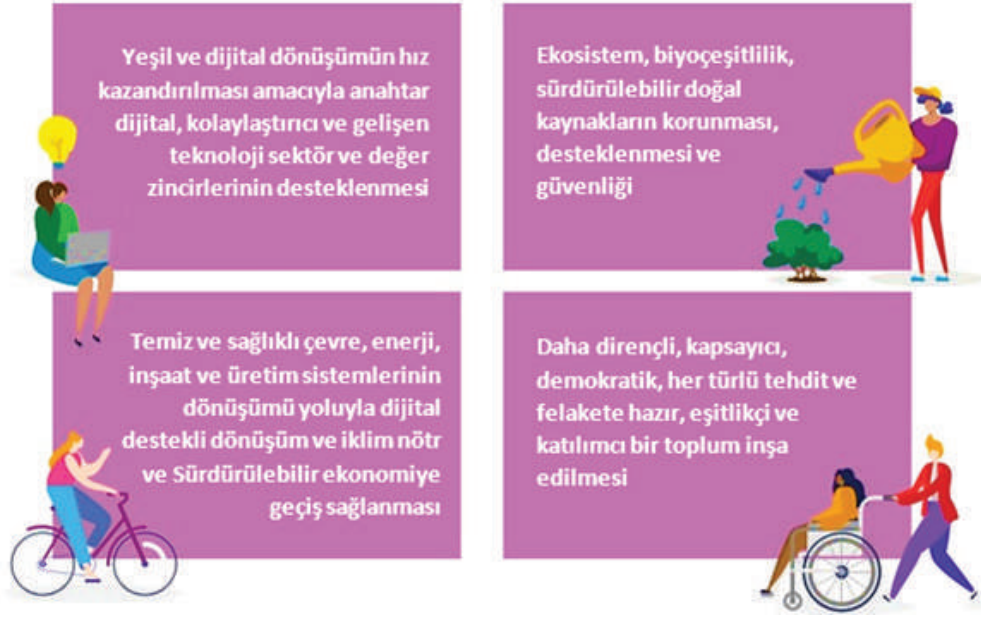 Yeşil ve dijital dönüşümün hız
kazandırılması amacıyla anahtar
dijital, kolaylaştırıcı ve gelişen
teknoloji sektör ve değer
zincirlerinin desteklenmesi
Ekosistem, biyoçeşitlilik,
sürdürülebilir doğal
kaynakların korunması,
desteklenmesi ve
güvenliği
Temiz ve sağlıklı çevre, enerji,
inşaat ve üretim sistemlerinin
dönüşümü yoluyla dijital
destekli dönüşüm ve iklim nötr
ve Sürdürülebilir ekonomiye
geçiş sağlanması
Daha dirençli, kapsayıcı,
demokratik, her türlü tehdit ve
felakete hazır, eşitlikçi ve
katılımcı bir toplum inşa
edilmesi